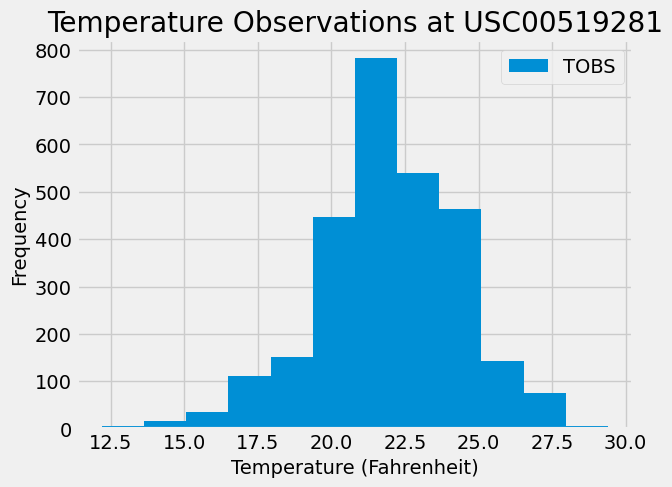 Temperature Observations at USC00519281
TOBS
800
700
600
500
400
300
200
100
0
Frequency
12.5 15.0 17.5 20.0 22.5 25.0 27.5 30.0
Temperature (Fahrenheit)